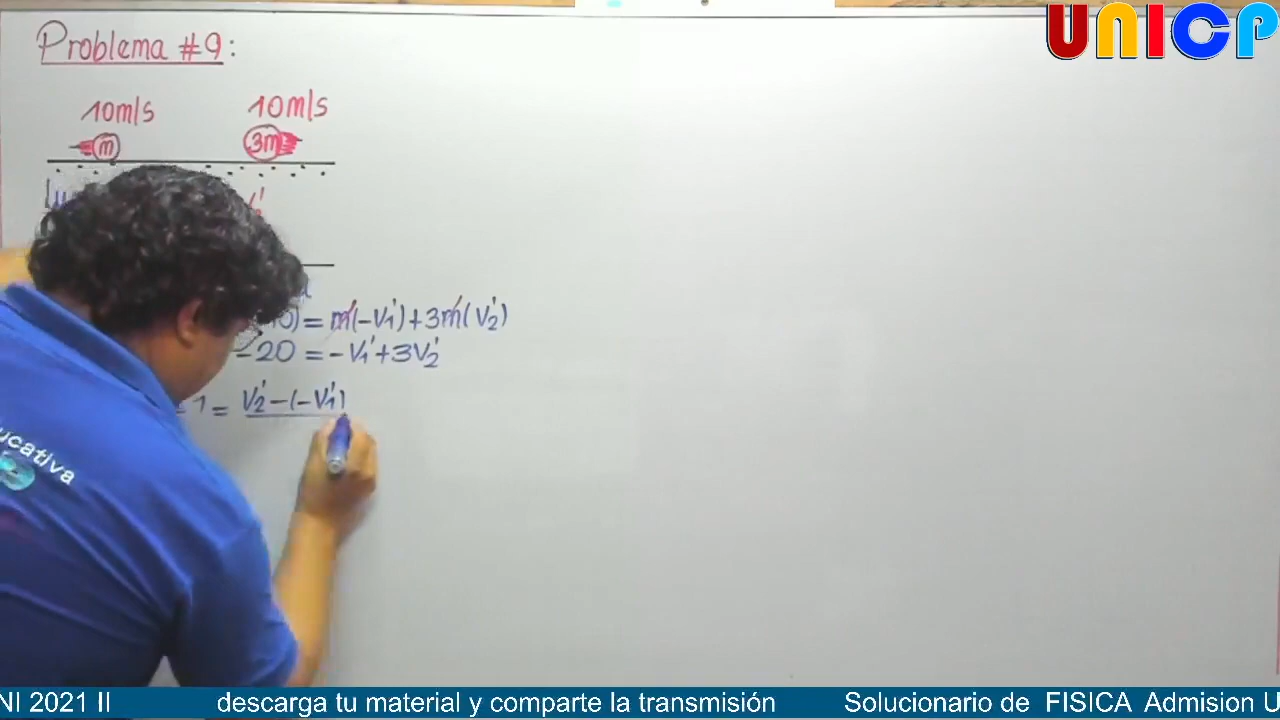 UNICP
Problema #9:
10m/s 10m/s
m 3m
= m(-V₁')+3m(V₂')
-20 = -V₁'+3V₂'
1 = V₂'-(-V₁')
ucativa
NI 2021 II descarga tu material y comparte la transmisión Solucionario de FISICA Admision U